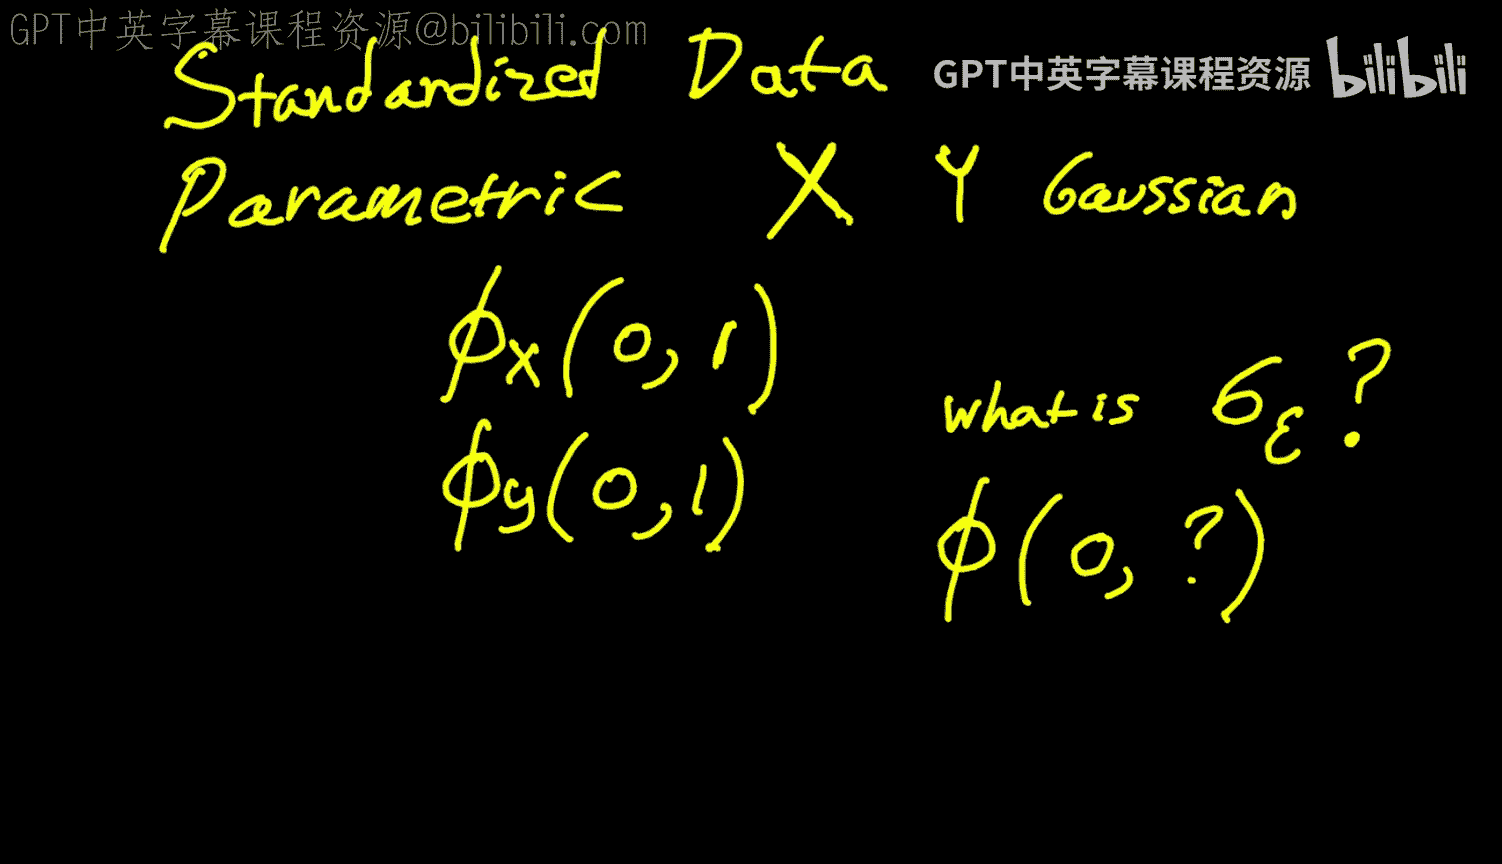 GPT中英字幕课程资源@bilibili.com
Standardized Data
GPT中英字幕课程资源 bilibili
Parametric X Y Gaussian
ϕx(0,1)
what is σε?
ϕy(0,1)
ϕ(0,?)